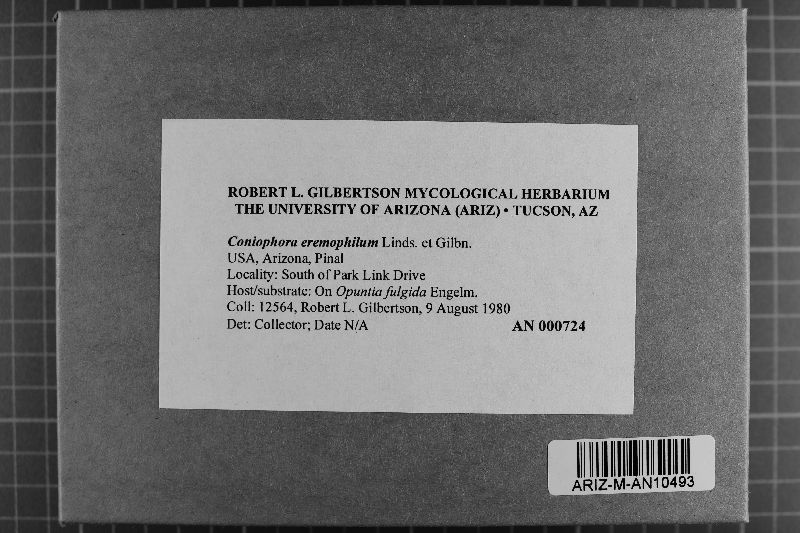 ROBERT L. GILBERTSON MYCOLOGICAL HERBARIUM
THE UNIVERSITY OF ARIZONA (ARIZ) • TUCSON, AZ
Coniophora eremophilum Linds. et Gilbn.
USA, Arizona, Pinal
Locality: South of Park Link Drive
Host/substrate: On Opuntia fulgida Engelm.
Coll: 12564, Robert L. Gilbertson, 9 August 1980
Det: Collector; Date N/A AN 000724
ARIZ-M-AN10493